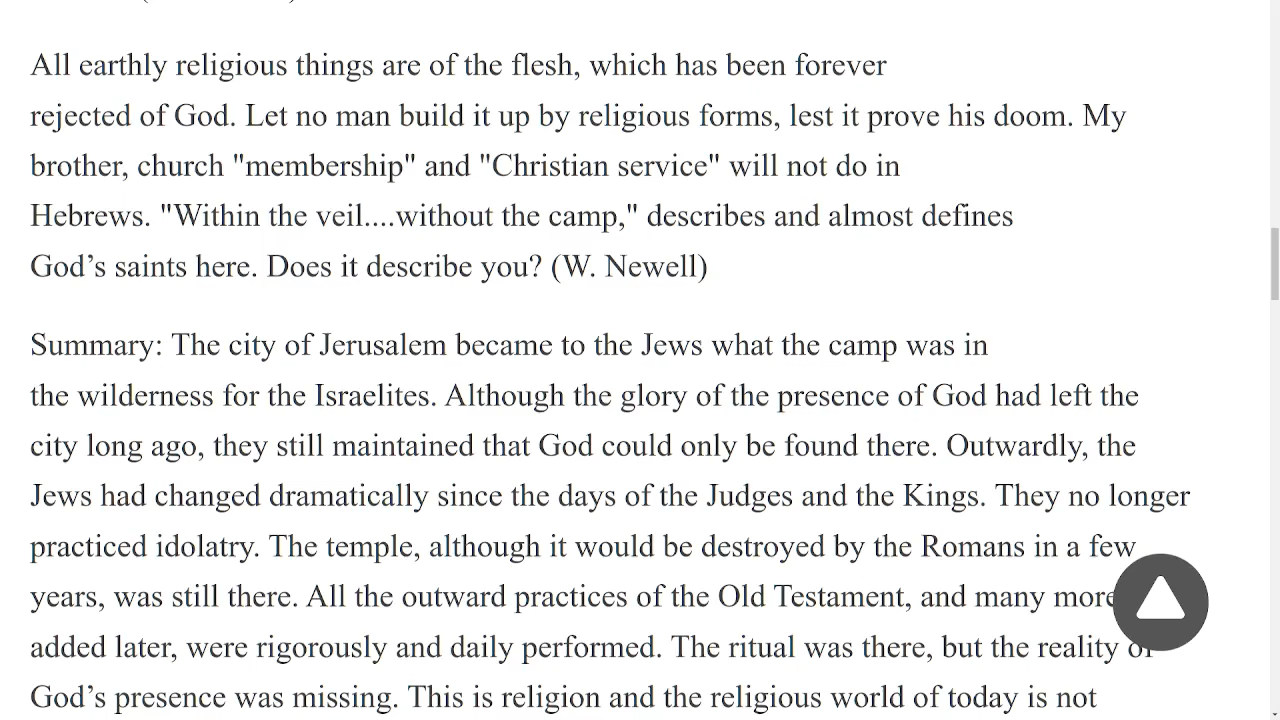 All earthly religious things are of the flesh, which has been forever
rejected of God. Let no man build it up by religious forms, lest it prove his doom. My
brother, church "membership" and "Christian service" will not do in
Hebrews. "Within the veil....without the camp," describes and almost defines
God’s saints here. Does it describe you? (W. Newell)
Summary: The city of Jerusalem became to the Jews what the camp was in
the wilderness for the Israelites. Although the glory of the presence of God had left the
city long ago, they still maintained that God could only be found there. Outwardly, the
Jews had changed dramatically since the days of the Judges and the Kings. They no longer
practiced idolatry. The temple, although it would be destroyed by the Romans in a few
years, was still there. All the outward practices of the Old Testament, and many more
added later, were rigorously and daily performed. The ritual was there, but the reality of
God’s presence was missing. This is religion and the religious world of today is not